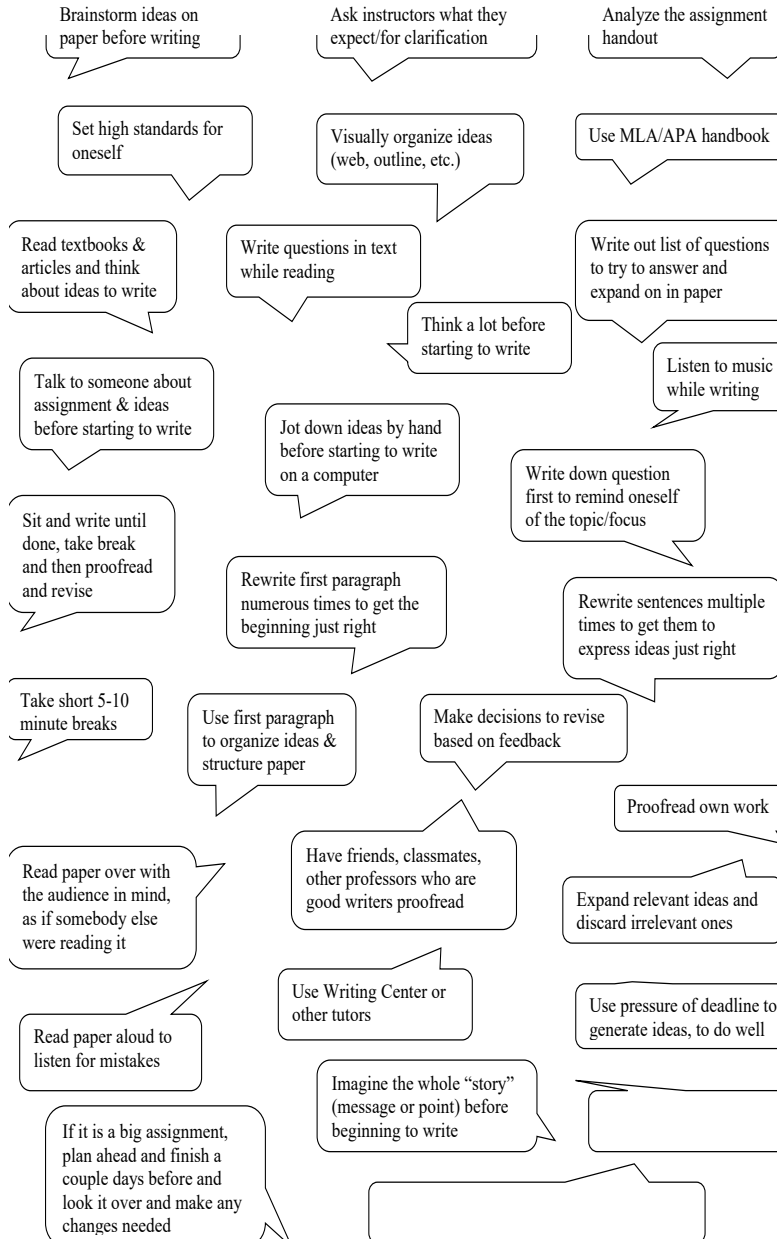 Brainstorm ideas on
paper before writing
Ask instructors what they
expect/for clarification
Analyze the assignment
handout
Set high standards for
oneself
Visually organize ideas
(web, outline, etc.)
Use MLA/APA handbook
Read textbooks &
articles and think
about ideas to write
Write questions in text
while reading
Write out list of questions
to try to answer and
expand on in paper
Think a lot before
starting to write
Listen to music
while writing
Talk to someone about
assignment & ideas
before starting to write
Jot down ideas by hand
before starting to write
on a computer
Write down question
first to remind oneself
of the topic/focus
Sit and write until
done, take break
and then proofread
and revise
Rewrite first paragraph
numerous times to get the
beginning just right
Rewrite sentences multiple
times to get them to
express ideas just right
Take short 5-10
minute breaks
Use first paragraph
to organize ideas &
structure paper
Make decisions to revise
based on feedback
Proofread own work
Read paper over with
the audience in mind,
as if somebody else
were reading it
Have friends, classmates,
other professors who are
good writers proofread
Expand relevant ideas and
discard irrelevant ones
Use Writing Center or
other tutors
Use pressure of deadline to
generate ideas, to do well
Read paper aloud to
listen for mistakes
Imagine the whole “story”
(message or point) before
beginning to write
If it is a big assignment,
plan ahead and finish a
couple days before and
look it over and make any
changes needed